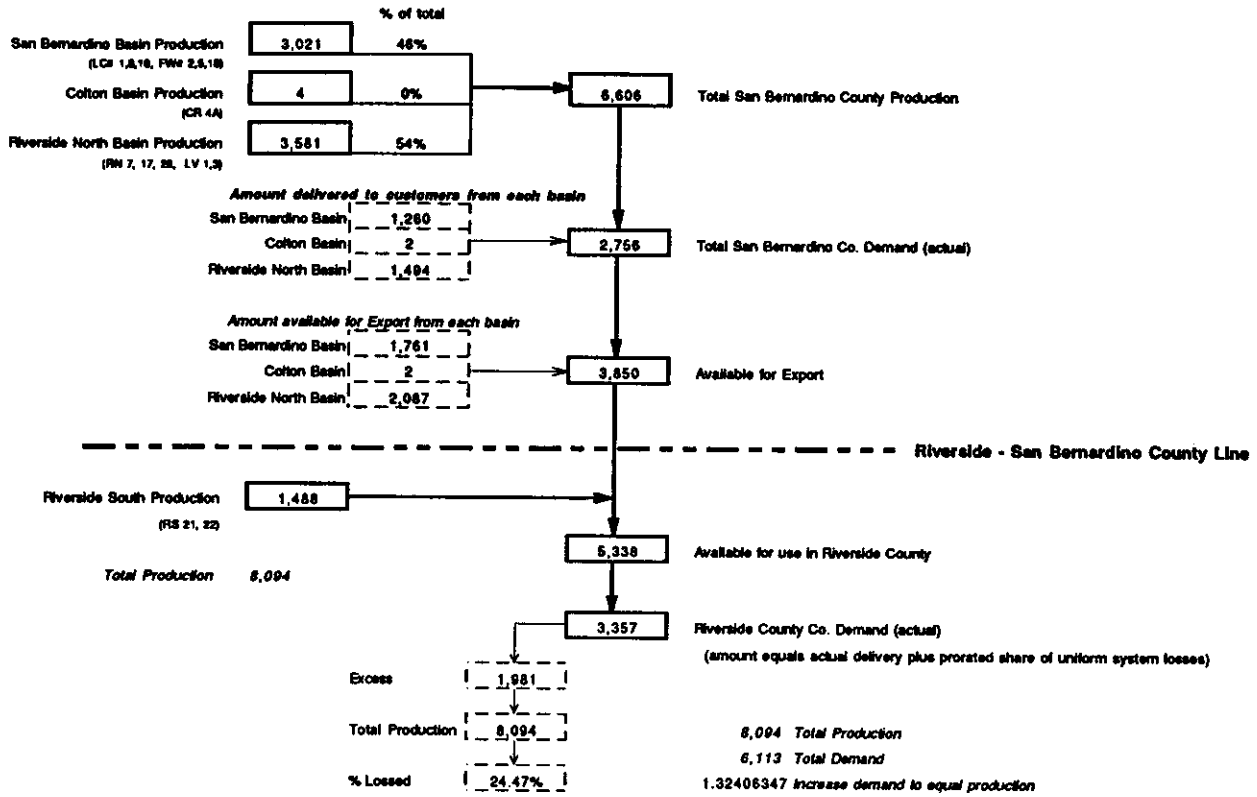 % of total
San Bernardino Basin Production 3,021 46%
(LC# 1,8,16, FW# 2,5,18)
Colton Basin Production 4 0%
(CR 4A)
6,606 Total San Bernardino County Production
Riverside North Basin Production 3,581 54%
(RN 7, 17, 28, LV 1,3)
Amount delivered to customers from each basin
San Bernardino Basin 1,260
Colton Basin 2
2,756 Total San Bernardino Co. Demand (actual)
Riverside North Basin 1,494
Amount available for Export from each basin
San Bernardino Basin 1,761
Colton Basin 2
3,850 Available for Export
Riverside North Basin 2,087
Riverside - San Bernardino County Line
Riverside South Production 1,488
(RS 21, 22)
5,338 Available for use in Riverside County
Total Production 8,094
3,357 Riverside County Co. Demand (actual)
(amount equals actual delivery plus prorated share of uniform system losses)
Excess 1,981
Total Production 8,094
8,094 Total Production
6,113 Total Demand
% Lossed 24.47%
1.32406347 increase demand to equal production